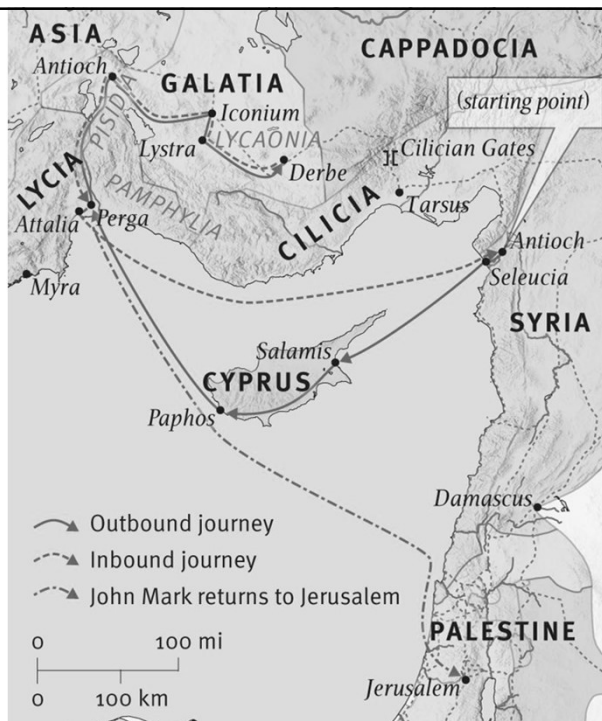 ASIA
CAPPADOCIA
Antioch
GALATIA
(starting point)
PISIDIA
Iconium
LYCAONIA
Lystra
Cilician Gates
Derbe
LYCIA
PAMPHYLIA
CILICIA
Tarsus
Attalia
Perga
Antioch
Seleucia
Myra
SYRIA
Salamis
CYPRUS
Paphos
Damascus
Outbound journey
Inbound journey
John Mark returns to Jerusalem
PALESTINE
0 100 mi
0 100 km
Jerusalem